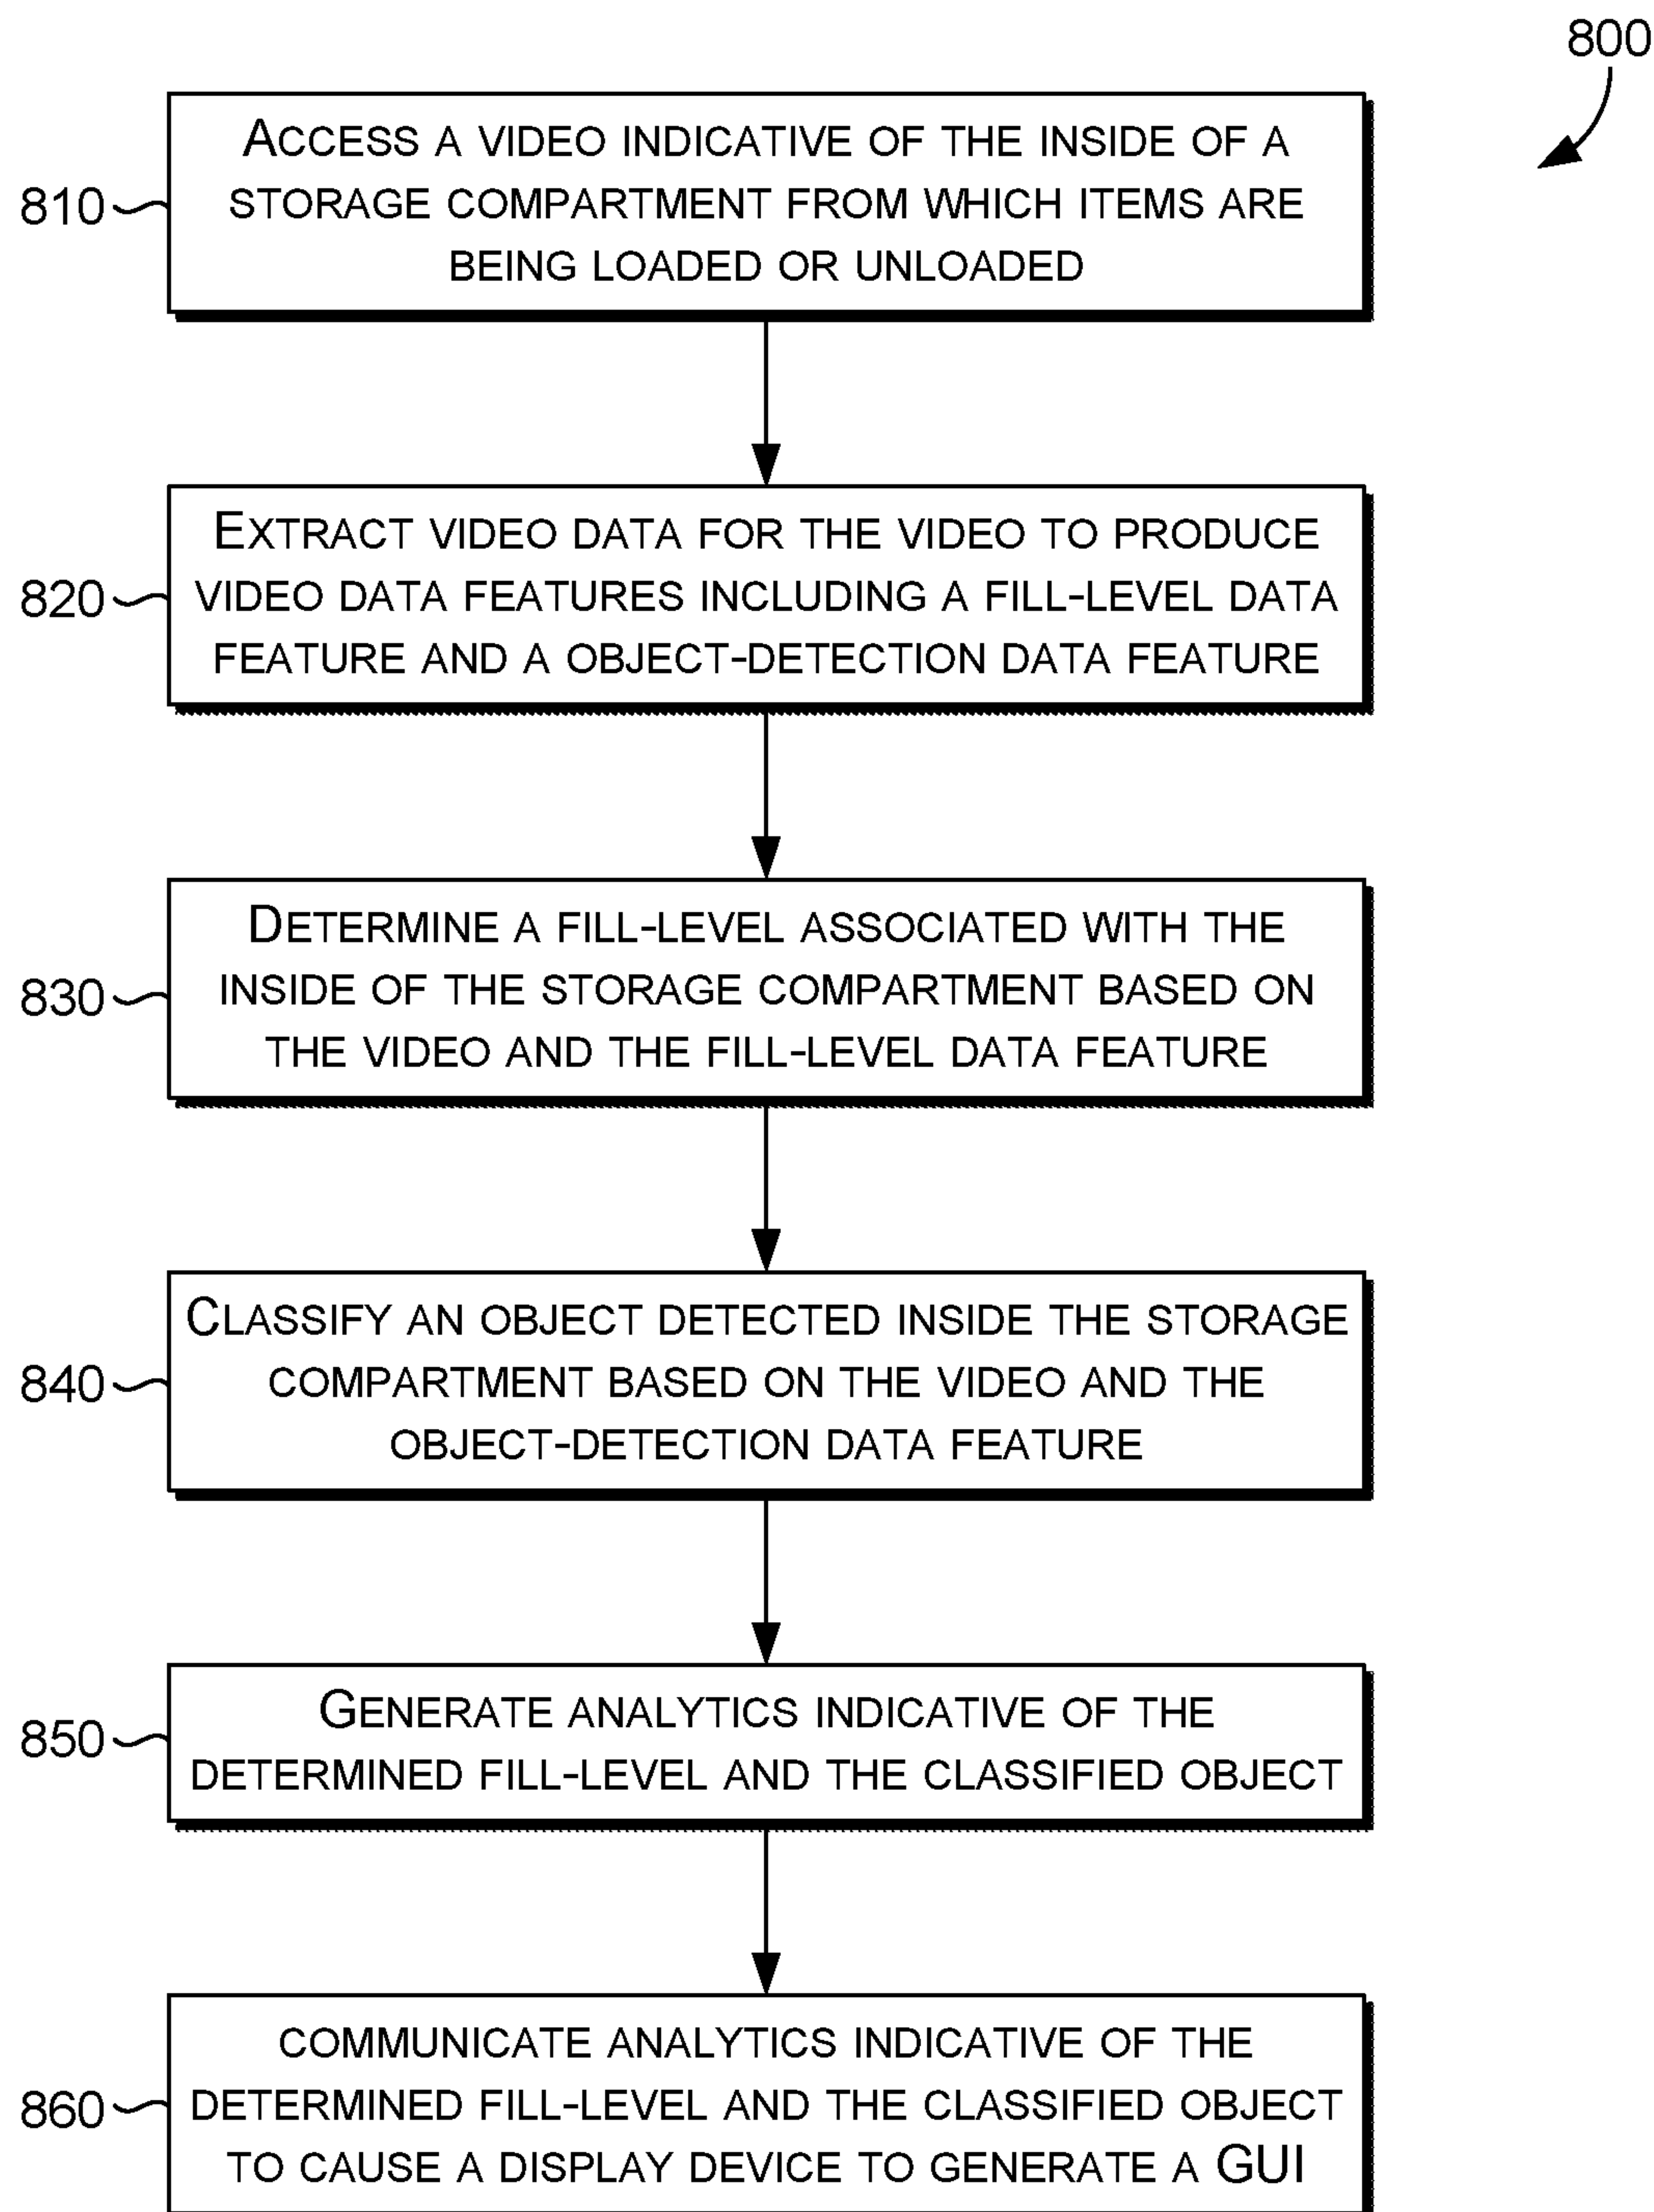 800
ACCESS A VIDEO INDICATIVE OF THE INSIDE OF A
810 STORAGE COMPARTMENT FROM WHICH ITEMS ARE
BEING LOADED OR UNLOADED
EXTRACT VIDEO DATA FOR THE VIDEO TO PRODUCE
820 VIDEO DATA FEATURES INCLUDING A FILL-LEVEL DATA
FEATURE AND A OBJECT-DETECTION DATA FEATURE
DETERMINE A FILL-LEVEL ASSOCIATED WITH THE
830 INSIDE OF THE STORAGE COMPARTMENT BASED ON
THE VIDEO AND THE FILL-LEVEL DATA FEATURE
CLASSIFY AN OBJECT DETECTED INSIDE THE STORAGE
840 COMPARTMENT BASED ON THE VIDEO AND THE
OBJECT-DETECTION DATA FEATURE
GENERATE ANALYTICS INDICATIVE OF THE
850 DETERMINED FILL-LEVEL AND THE CLASSIFIED OBJECT
COMMUNICATE ANALYTICS INDICATIVE OF THE
860 DETERMINED FILL-LEVEL AND THE CLASSIFIED OBJECT
TO CAUSE A DISPLAY DEVICE TO GENERATE A GUI